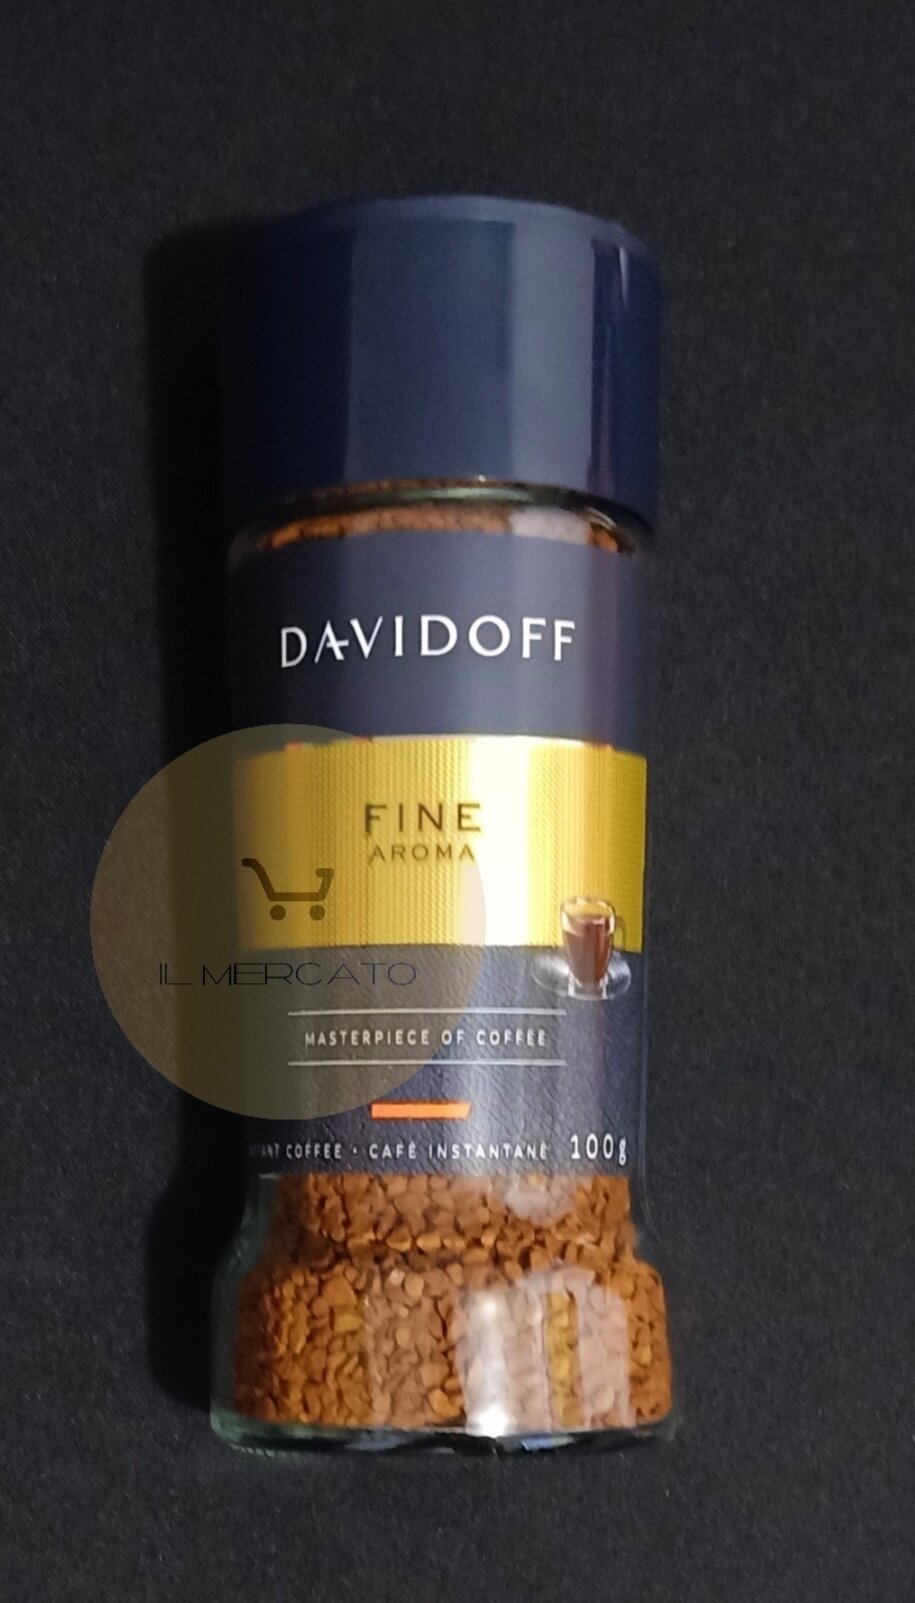 DAVIDOFF
FINE
AROMA
IL MERCATO
MASTERPIECE OF COFFEE
COFFEE • CAFÉ INSTANTANÉ 100g